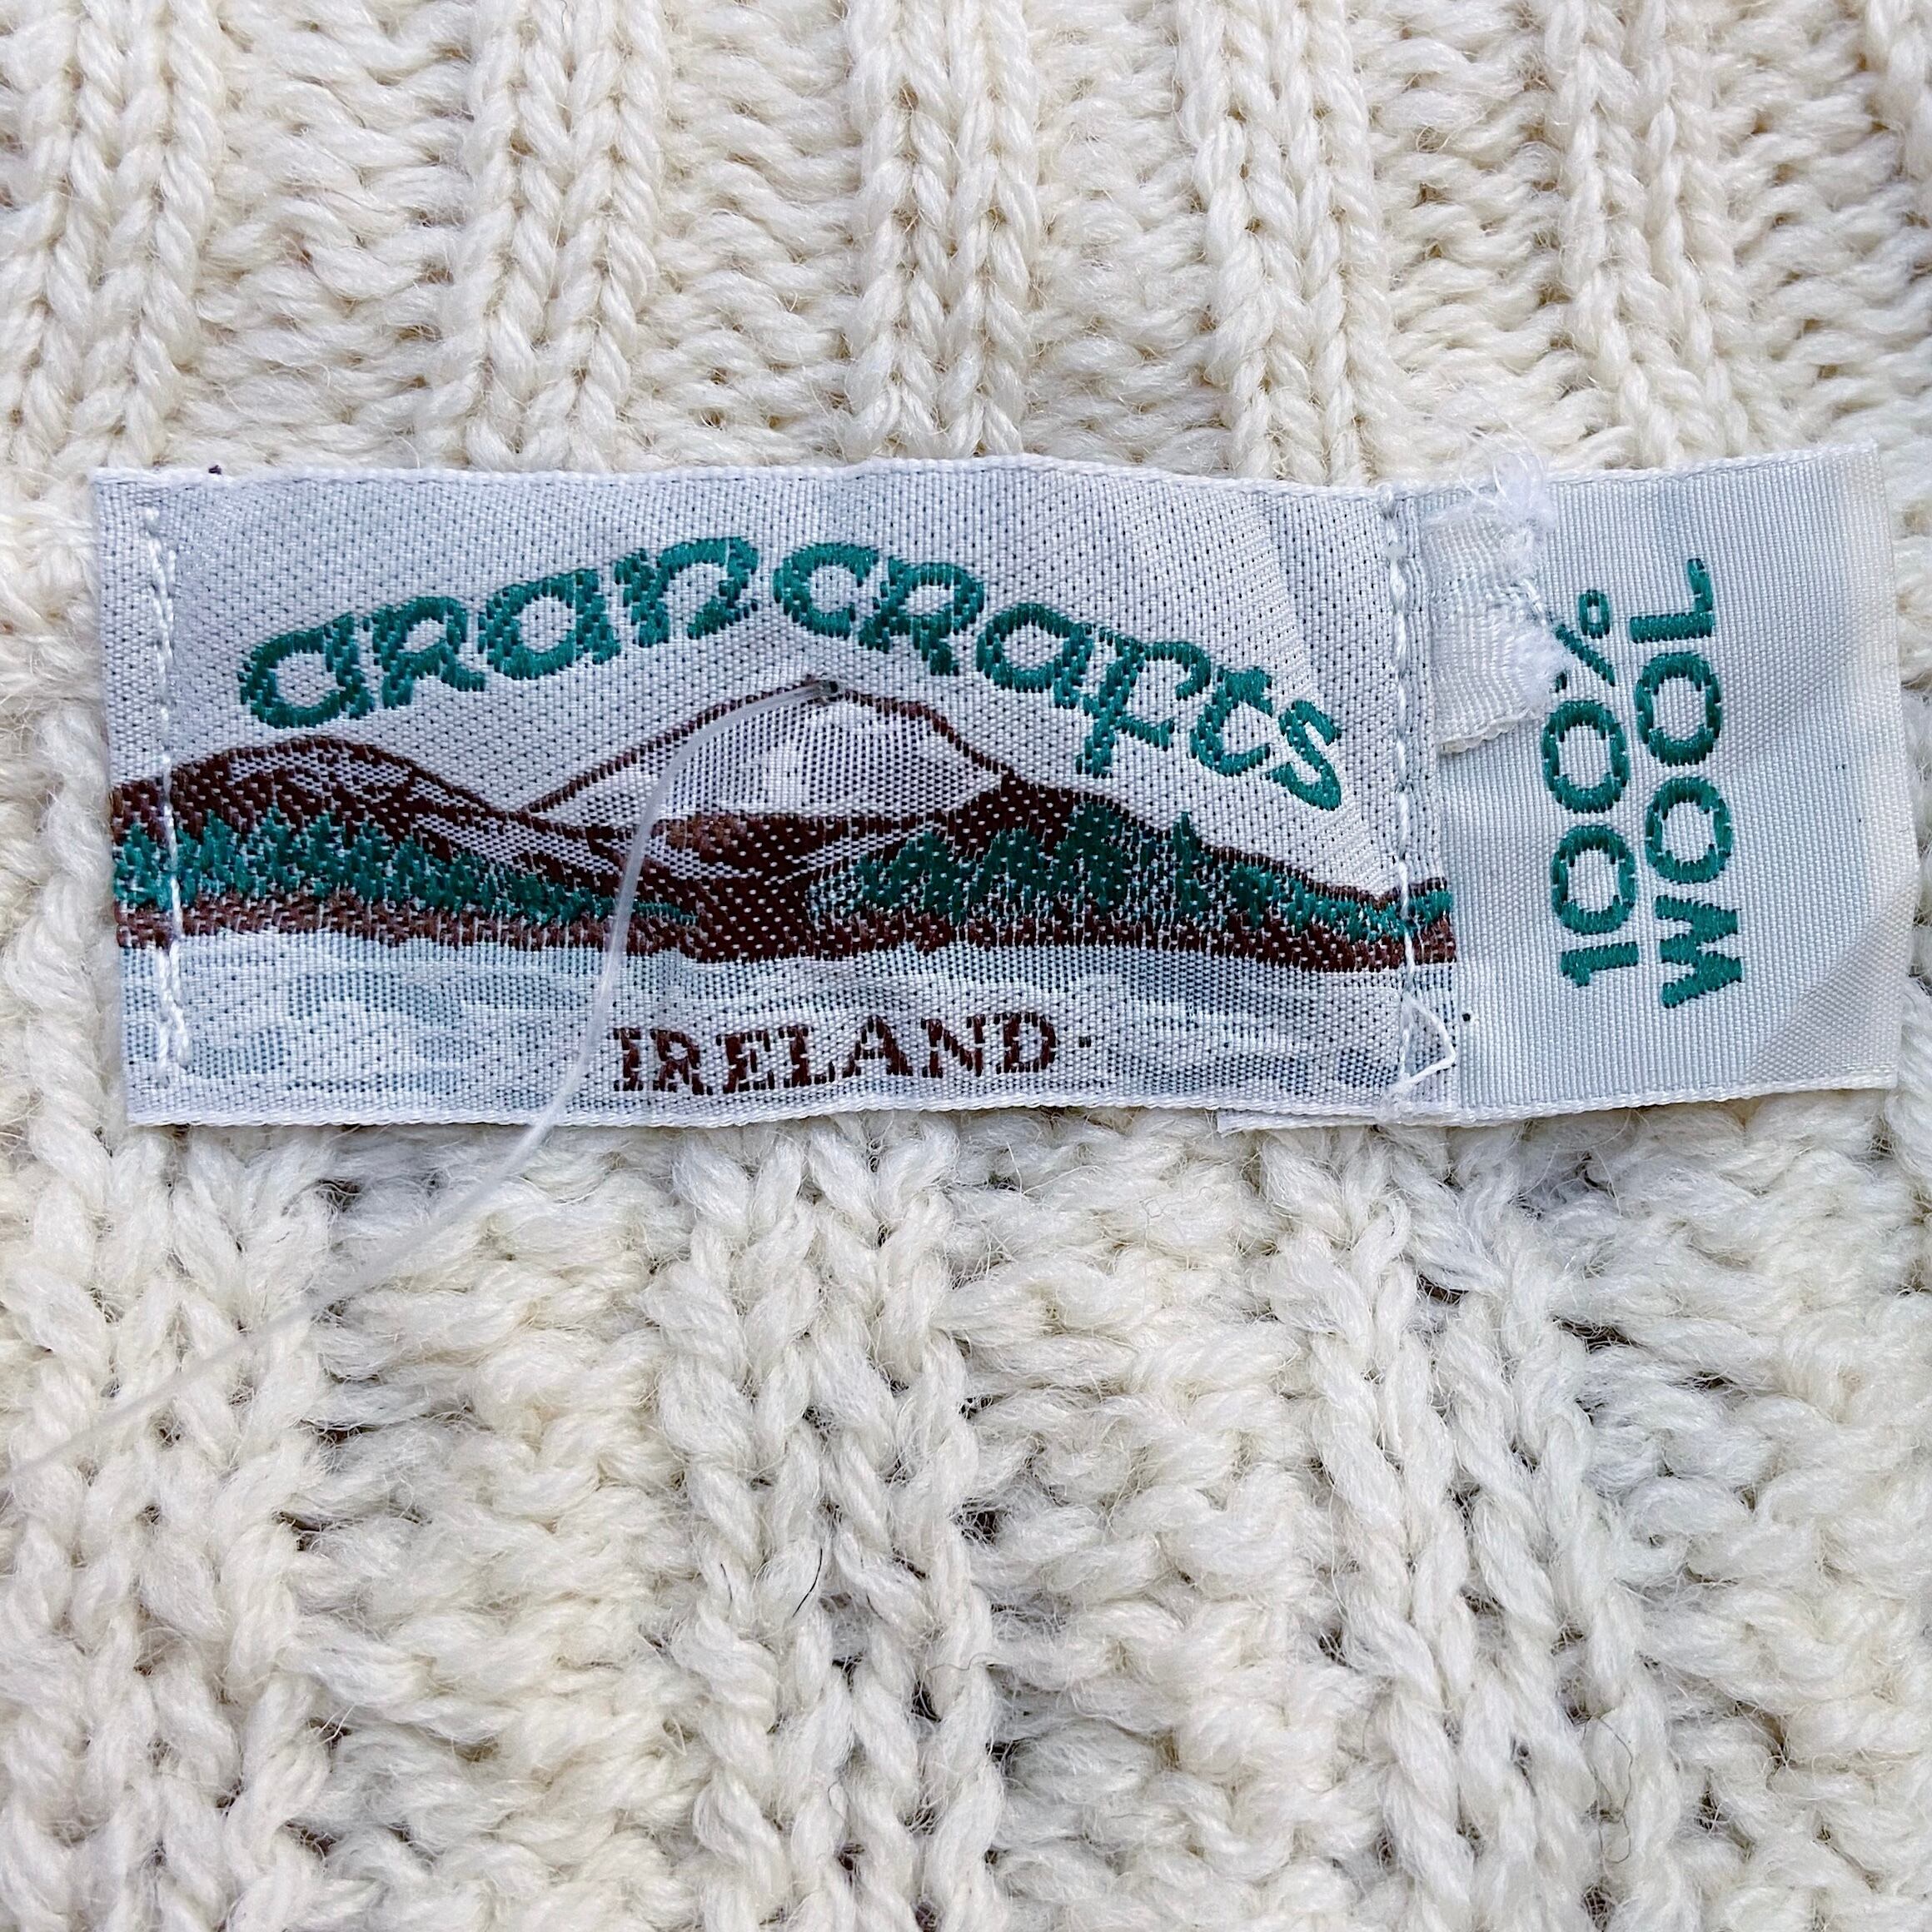 arancrafts
IRELAND
100%
WOOL